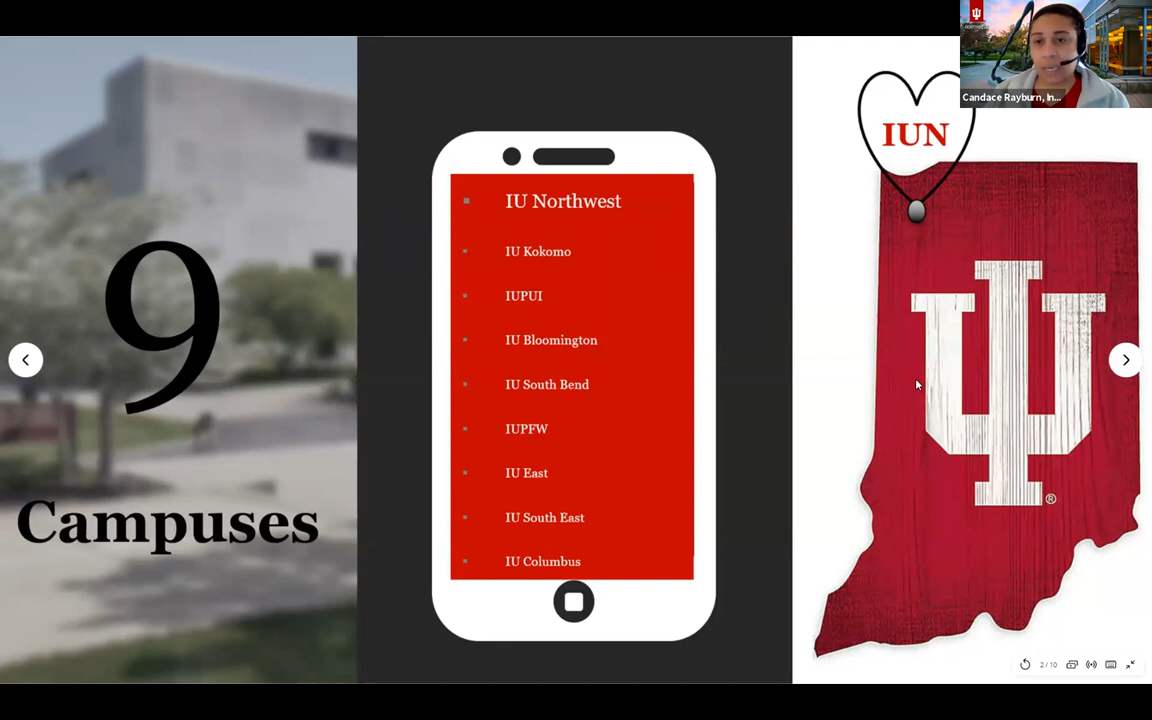 9
Campuses
IU Northwest
IU Kokomo
IUPUI
IU Bloomington
IU South Bend
IUPFW
IU East
IU South East
IU Columbus
IUN
IU
®
Candace Rayburn, In...
2 / 10